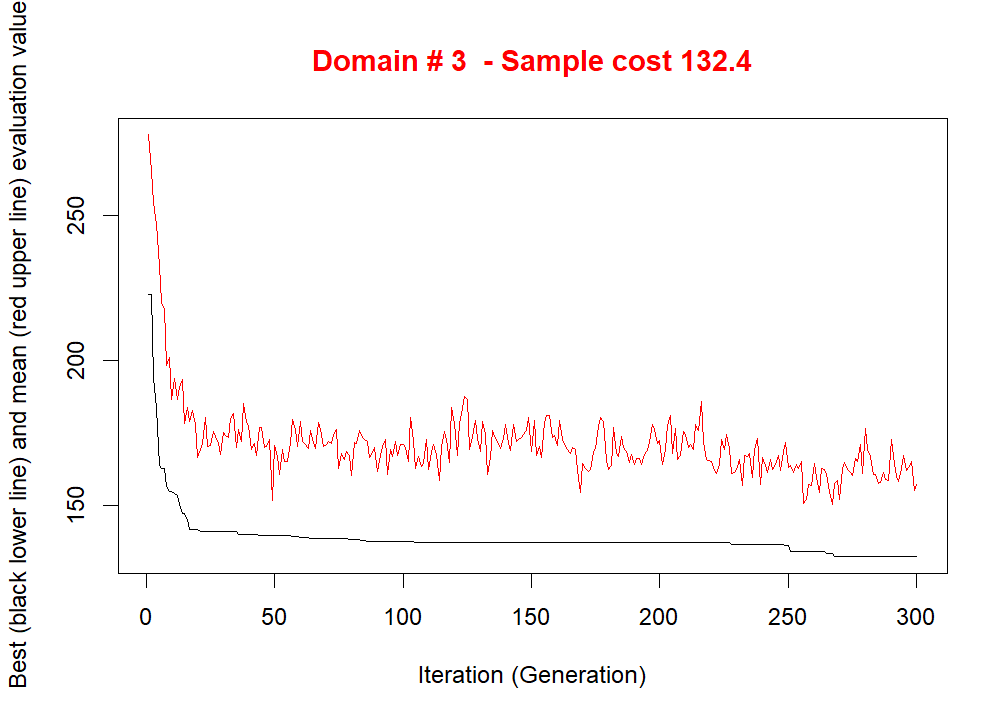 Domain # 3  - Sample cost 132.4
Best (black lower line) and mean (red upper line) evaluation value
250
200
150
0 50 100 150 200 250 300
Iteration (Generation)